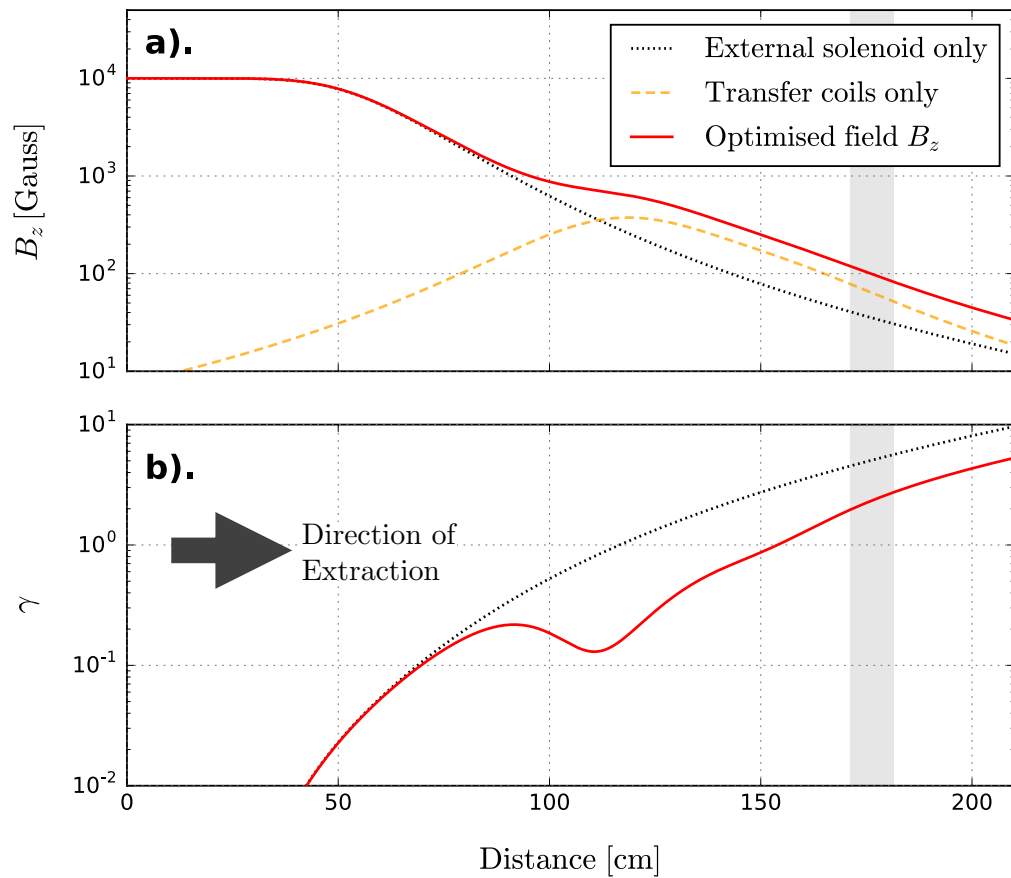 a).
External solenoid only
Transfer coils only
Optimised field B_z
B_z [Gauss]
10^4
10^3
10^2
10^1
b).
Direction of
Extraction
γ
10^1
10^0
10^-1
10^-2
0 50 100 150 200
Distance [cm]